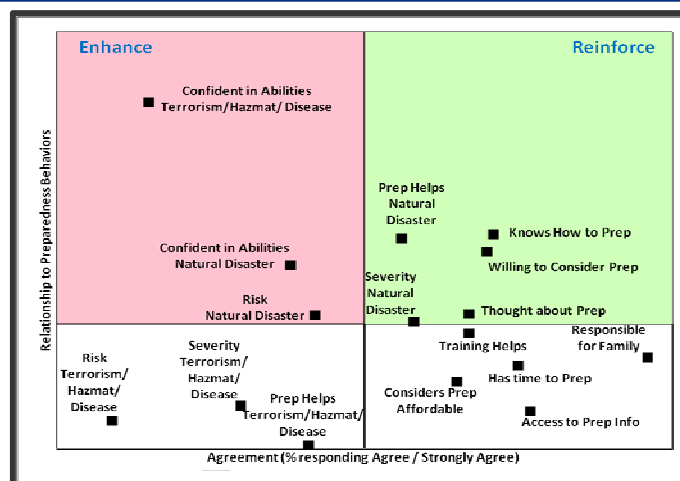 Enhance
Reinforce
Confident in Abilities
Terrorism/Hazmat/ Disease
Prep Helps
Natural
Disaster
Knows How to Prep
Willing to Consider Prep
Confident in Abilities
Natural Disaster
Severity
Natural
Disaster
Risk
Natural Disaster
Thought about Prep
Training Helps
Responsible
for Family
Risk
Terrorism/
Hazmat/
Disease
Severity
Terrorism/
Hazmat/
Disease
Prep Helps
Terrorism/Hazmat/
Disease
Has time to Prep
Considers Prep
Affordable
Access to Prep Info
Relationship to Preparedness Behaviors
Agreement (% responding Agree / Strongly Agree)